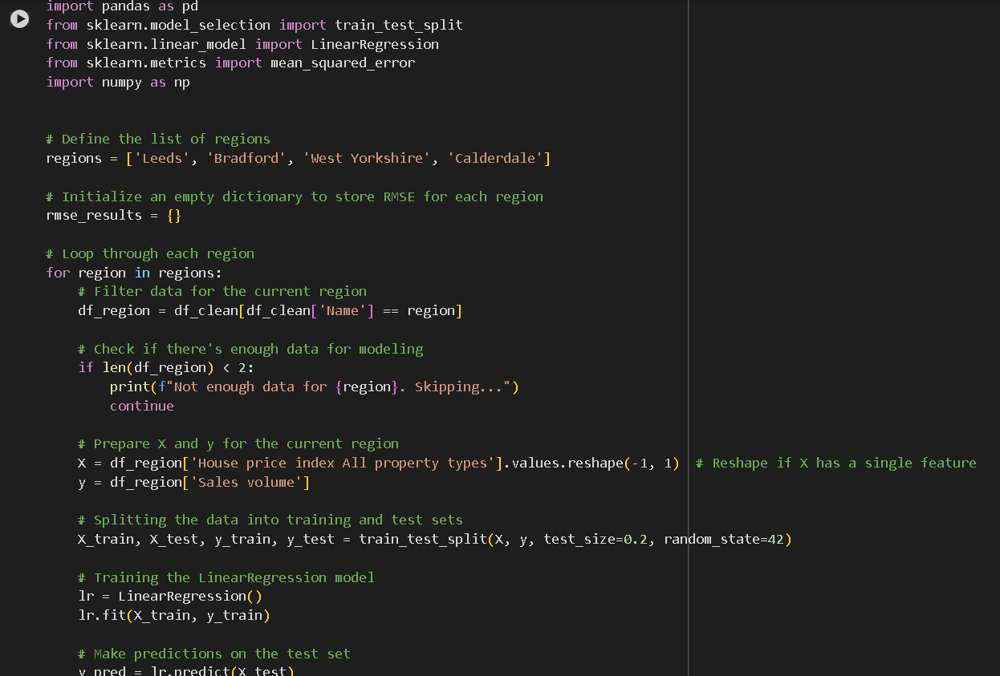 import pandas as pd
from sklearn.model_selection import train_test_split
from sklearn.linear_model import LinearRegression
from sklearn.metrics import mean_squared_error
import numpy as np
# Define the list of regions
regions = ['Leeds', 'Bradford', 'West Yorkshire', 'Calderdale']
# Initialize an empty dictionary to store RMSE for each region
rmse_results = {}
# Loop through each region
for region in regions:
    # Filter data for the current region
    df_region = df_clean[df_clean['Name'] == region]
    # Check if there's enough data for modeling
    if len(df_region) < 2:
        print(f"Not enough data for {region}. Skipping...")
        continue
    # Prepare X and y for the current region
    X = df_region['House price index All property types'].values.reshape(-1, 1)  # Reshape if X has a single feature
    y = df_region['Sales volume']
    # Splitting the data into training and test sets
    X_train, X_test, y_train, y_test = train_test_split(X, y, test_size=0.2, random_state=42)
    # Training the LinearRegression model
    lr = LinearRegression()
    lr.fit(X_train, y_train)
    # Make predictions on the test set
    y_pred = lr.predict(X_test)